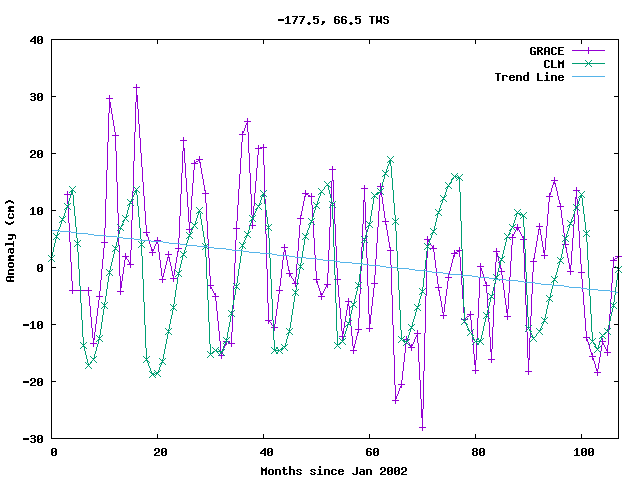 -177.5, 66.5 TWS
GRACE
CLM
Trend Line
Anomaly (cm)
40
30
20
10
0
-10
-20
-30
0 20 40 60 80 100
Months since Jan 2002